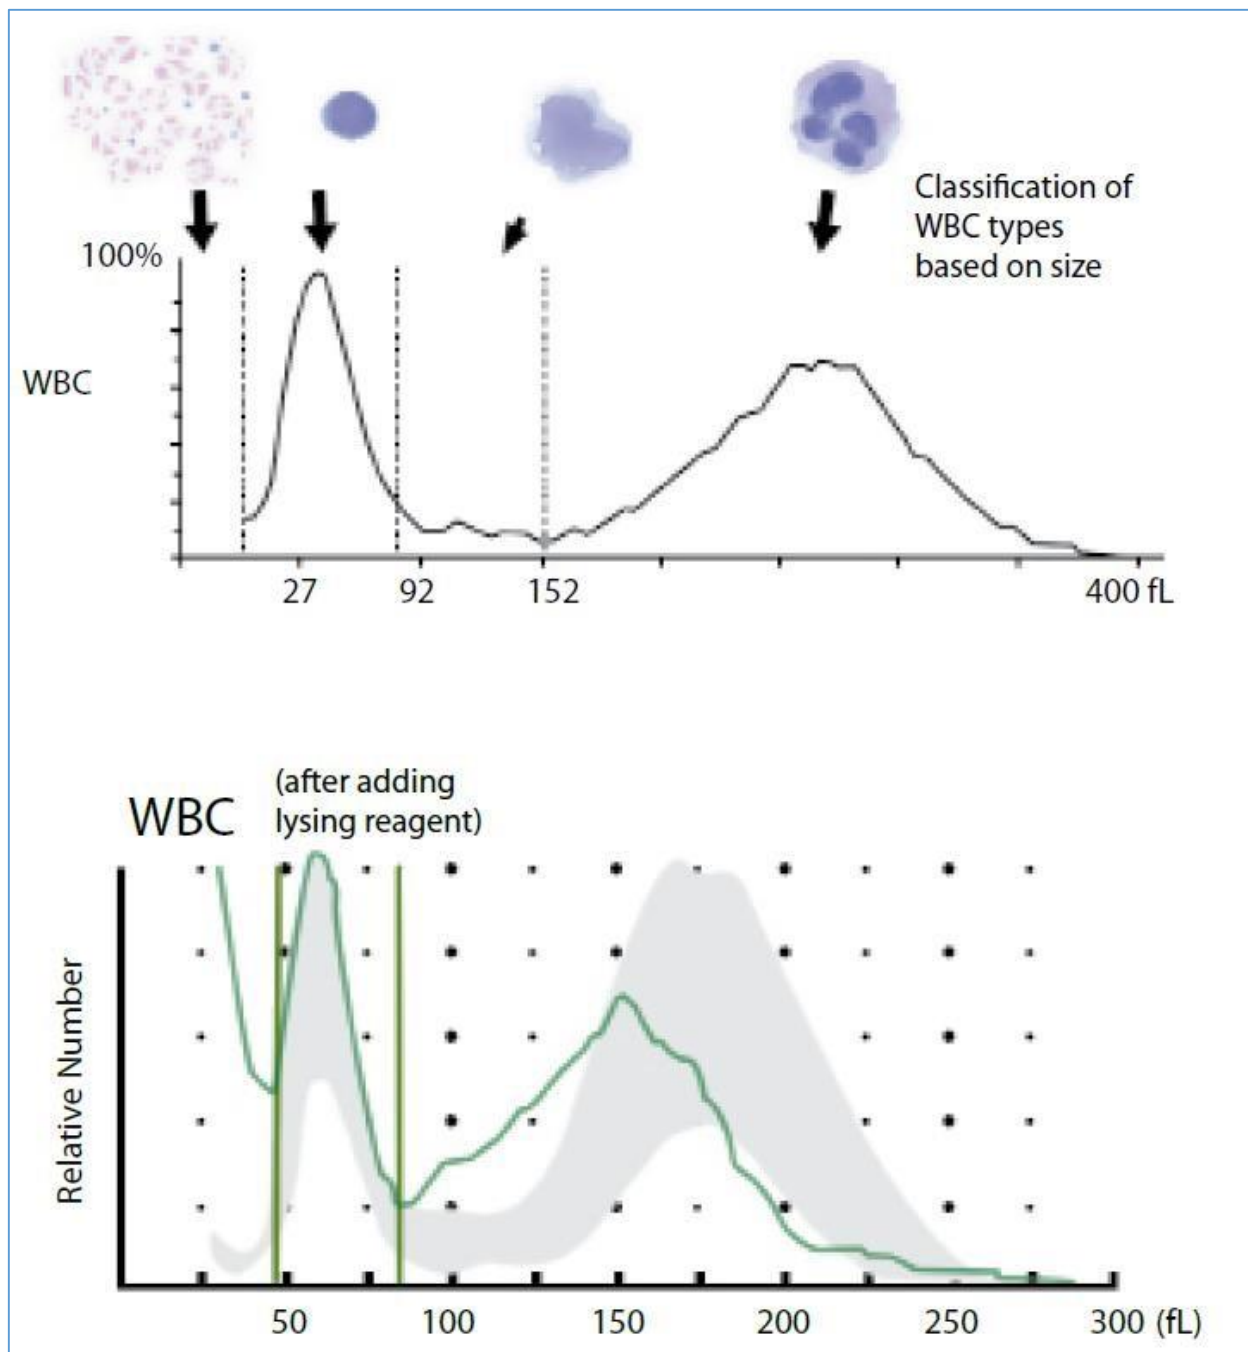 Classification of
WBC types
based on size
100%
WBC
27 92 152 400 fL
(after adding
lysing reagent)
WBC
Relative Number
50 100 150 200 250 300 (fL)